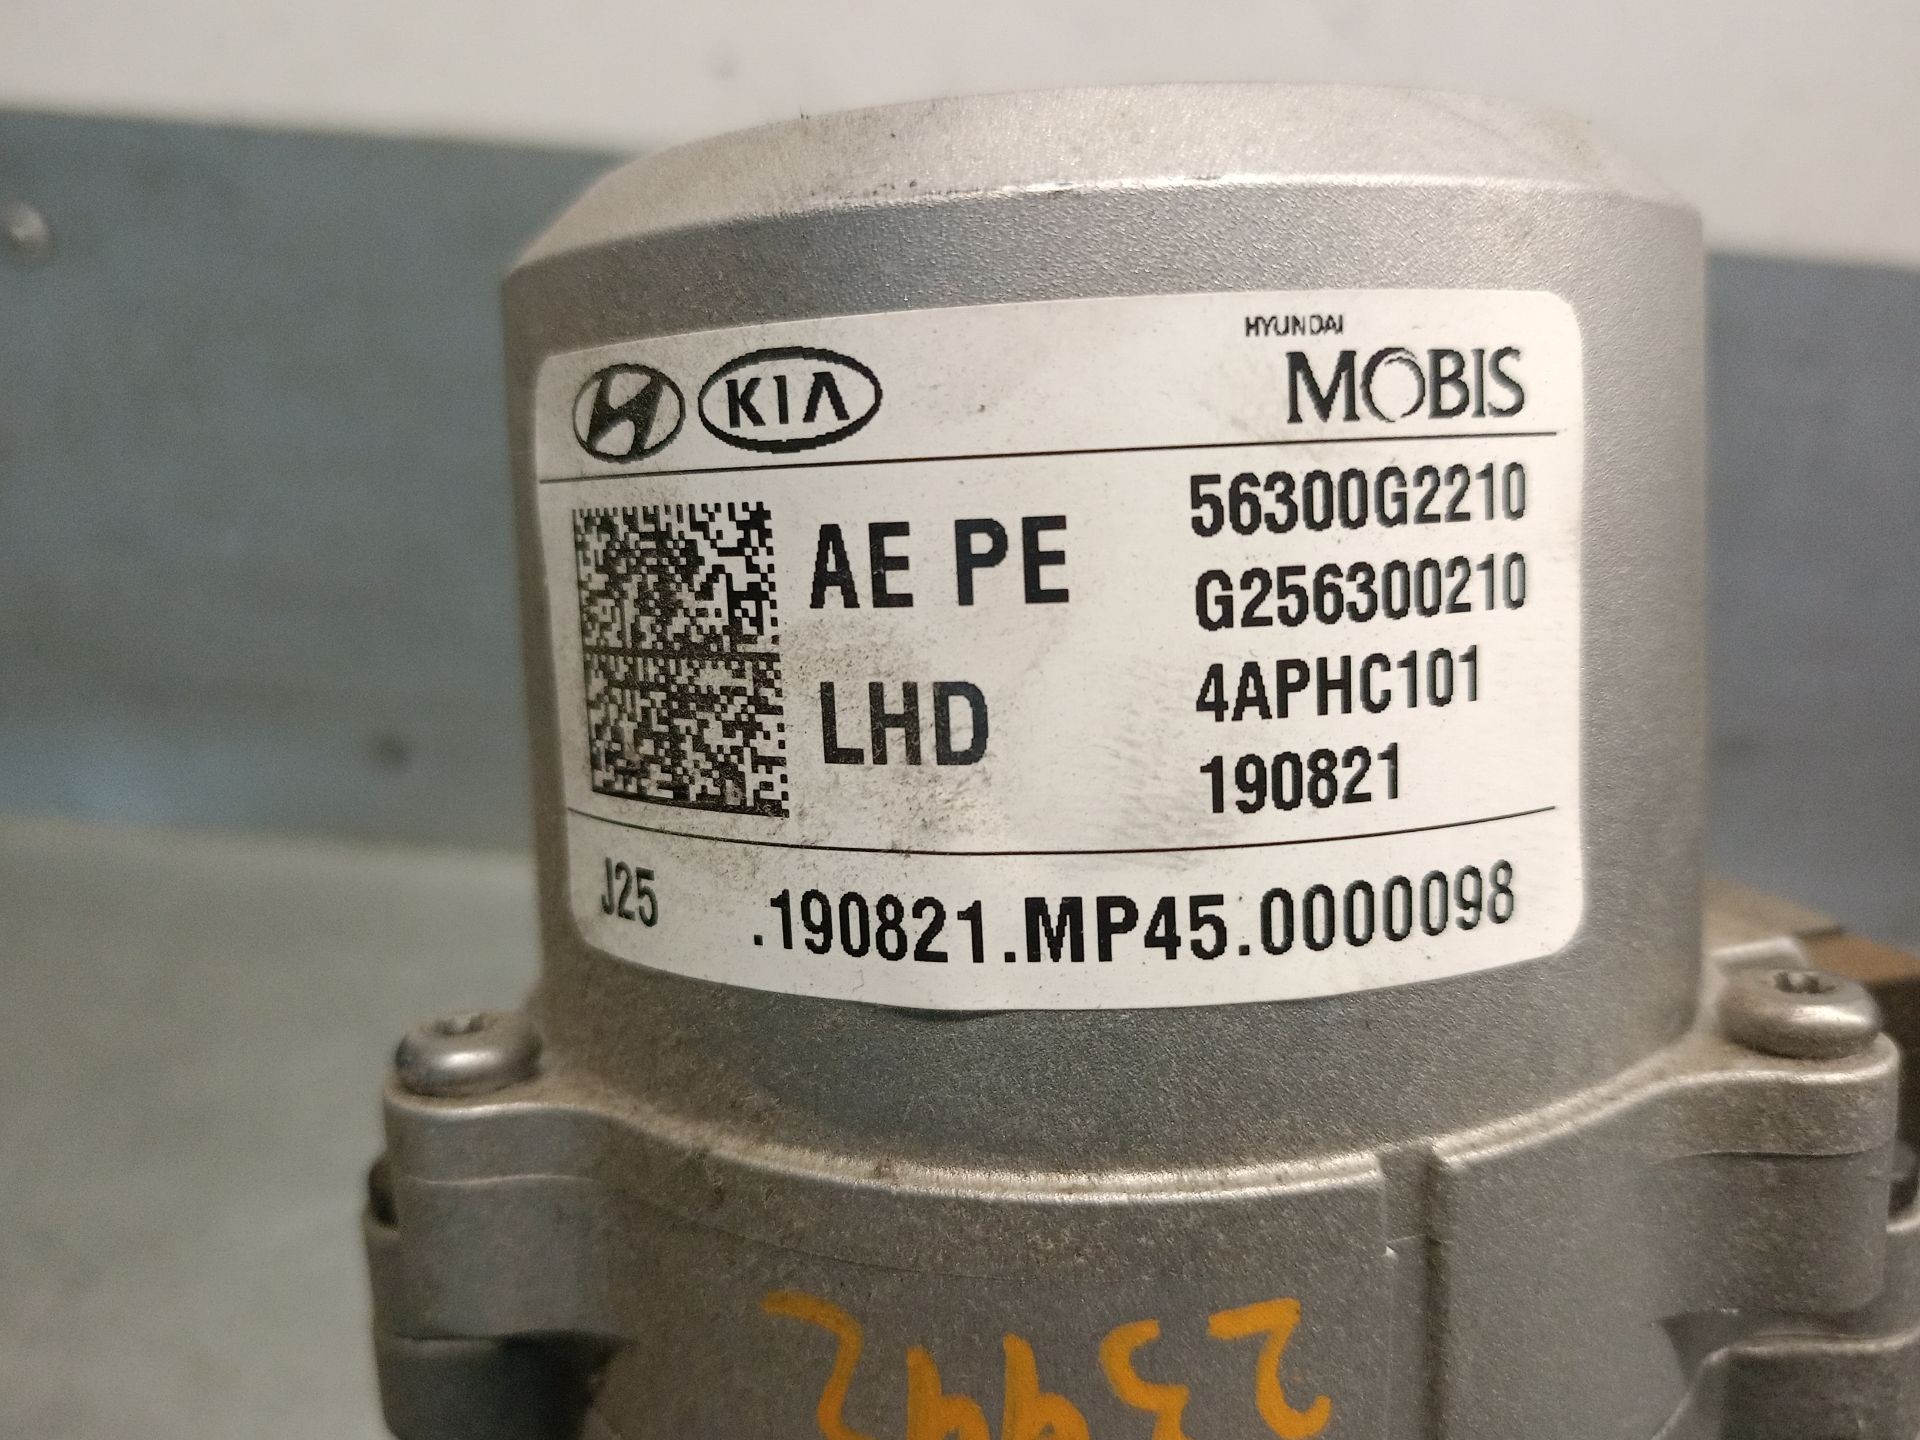 KIA
HYUNDAI
MOBIS
AE PE
LHD
56300G2210
G256300210
4APHC101
190821
J25
.190821.MP45.0000098